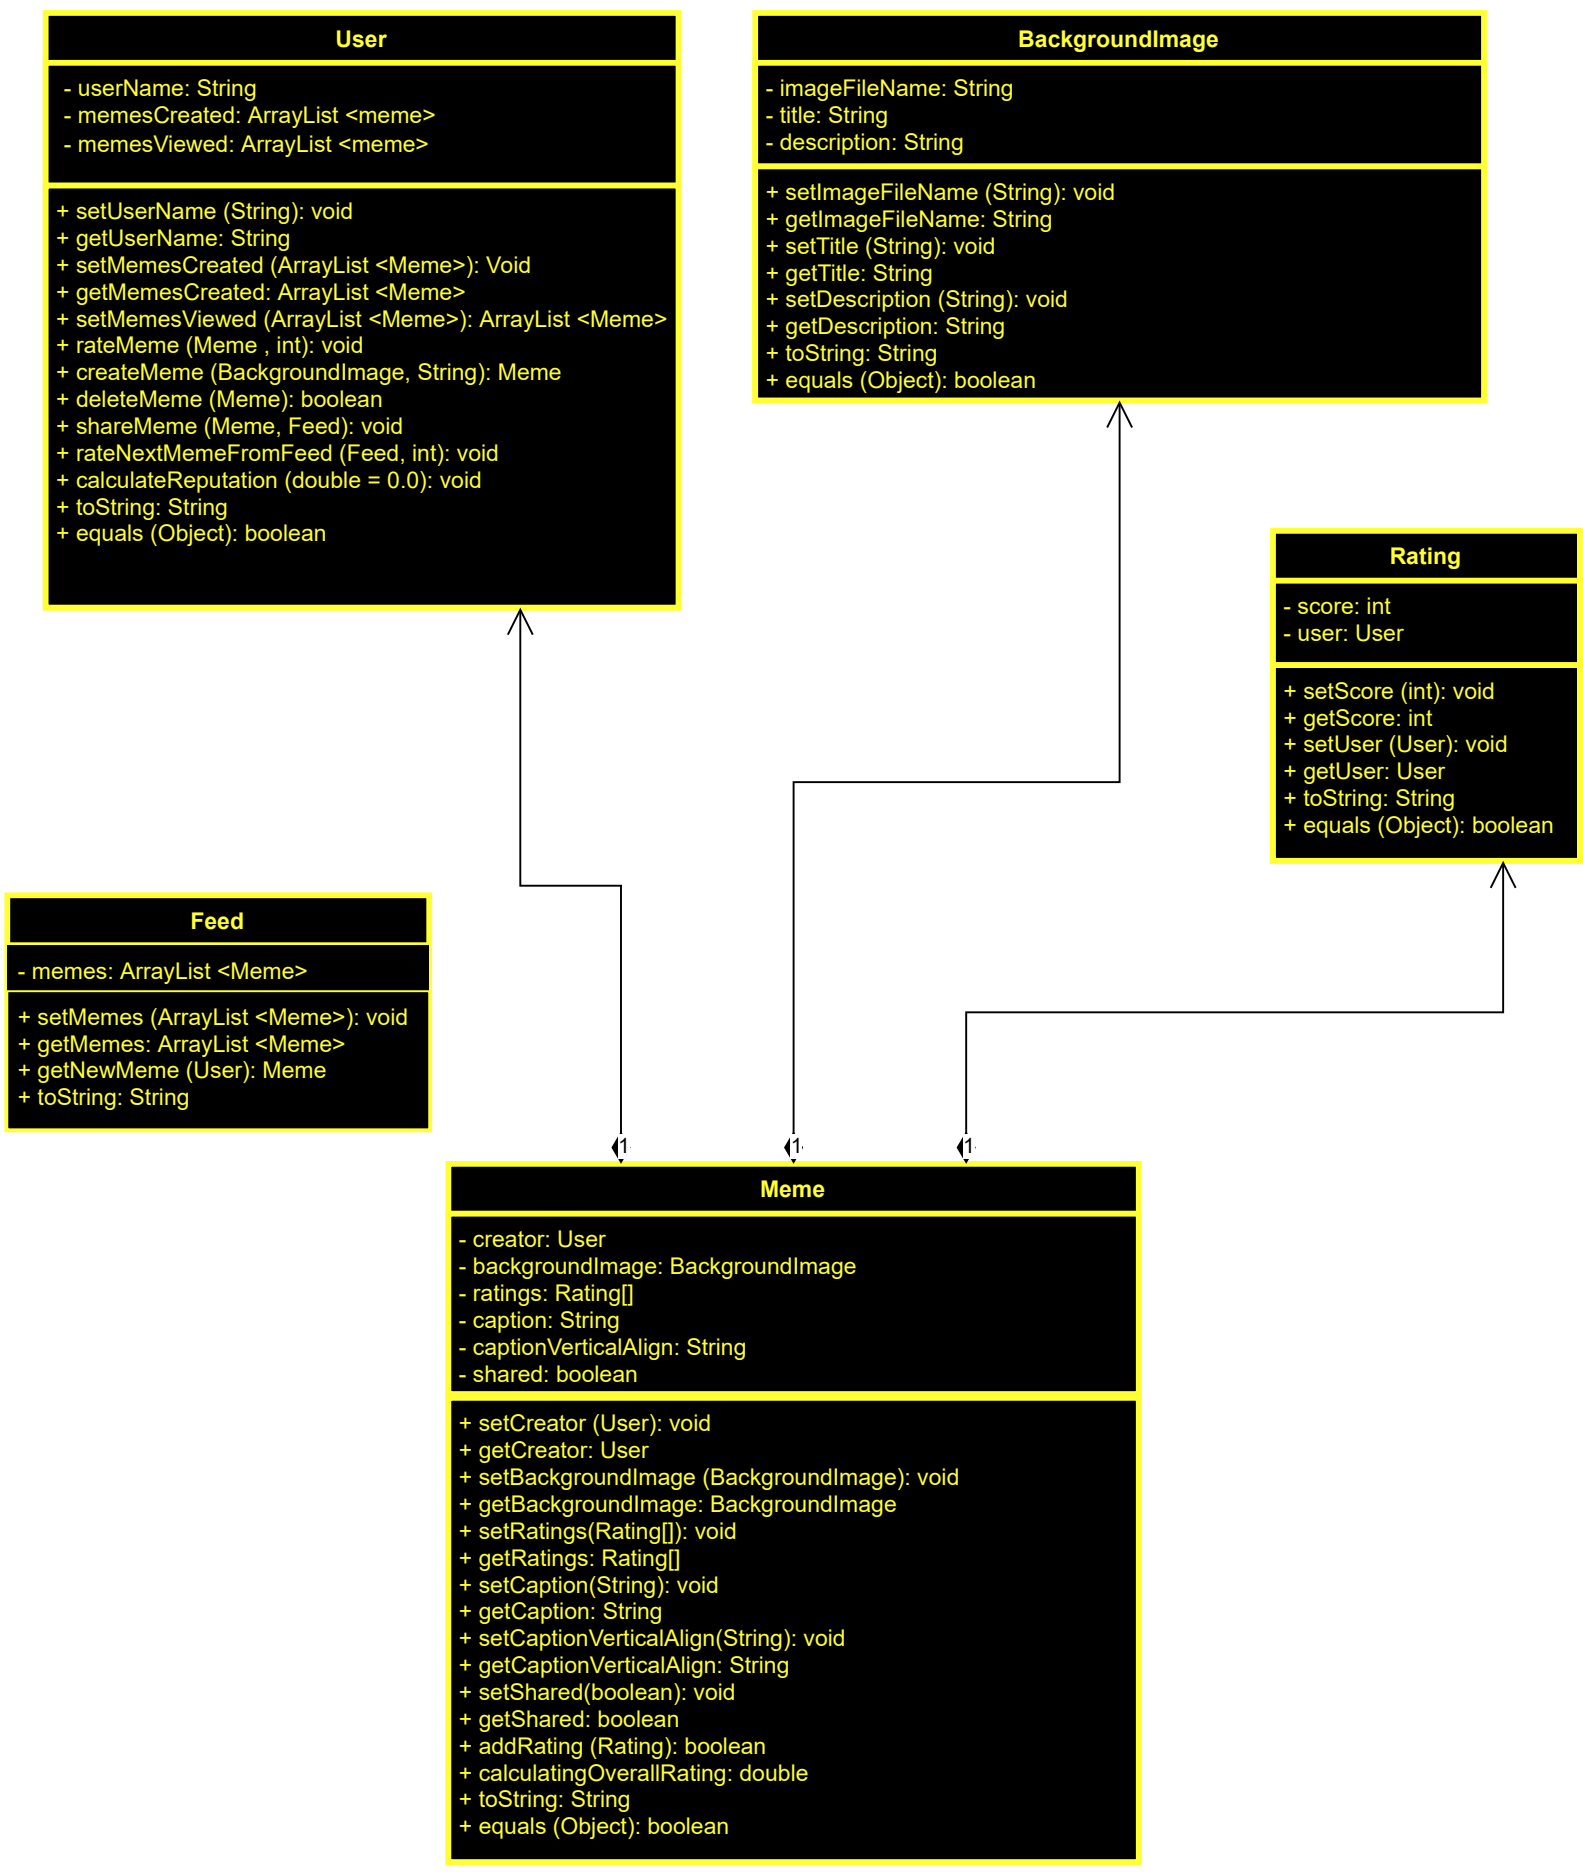 User
- userName: String
- memesCreated: ArrayList <meme>
- memesViewed: ArrayList <meme>
+ setUserName (String): void
+ getUserName: String
+ setMemesCreated (ArrayList <Meme>): Void
+ getMemesCreated: ArrayList <Meme>
+ setMemesViewed (ArrayList <Meme>): ArrayList <Meme>
+ rateMeme (Meme , int): void
+ createMeme (BackgroundImage, String): Meme
+ deleteMeme (Meme): boolean
+ shareMeme (Meme, Feed): void
+ rateNextMemeFromFeed (Feed, int): void
+ calculateReputation (double = 0.0): void
+ toString: String
+ equals (Object): boolean
BackgroundImage
- imageFileName: String
- title: String
- description: String
+ setImageFileName (String): void
+ getImageFileName: String
+ setTitle (String): void
+ getTitle: String
+ setDescription (String): void
+ getDescription: String
+ toString: String
+ equals (Object): boolean
Rating
- score: int
- user: User
+ setScore (int): void
+ getScore: int
+ setUser (User): void
+ getUser: User
+ toString: String
+ equals (Object): boolean
Feed
- memes: ArrayList <Meme>
+ setMemes (ArrayList <Meme>): void
+ getMemes: ArrayList <Meme>
+ getNewMeme (User): Meme
+ toString: String
1
1
1
Meme
- creator: User
- backgroundImage: BackgroundImage
- ratings: Rating[]
- caption: String
- captionVerticalAlign: String
- shared: boolean
+ setCreator (User): void
+ getCreator: User
+ setBackgroundImage (BackgroundImage): void
+ getBackgroundImage: BackgroundImage
+ setRatings(Rating[]): void
+ getRatings: Rating[]
+ setCaption(String): void
+ getCaption: String
+ setCaptionVerticalAlign(String): void
+ getCaptionVerticalAlign: String
+ setShared(boolean): void
+ getShared: boolean
+ addRating (Rating): boolean
+ calculatingOverallRating: double
+ toString: String
+ equals (Object): boolean